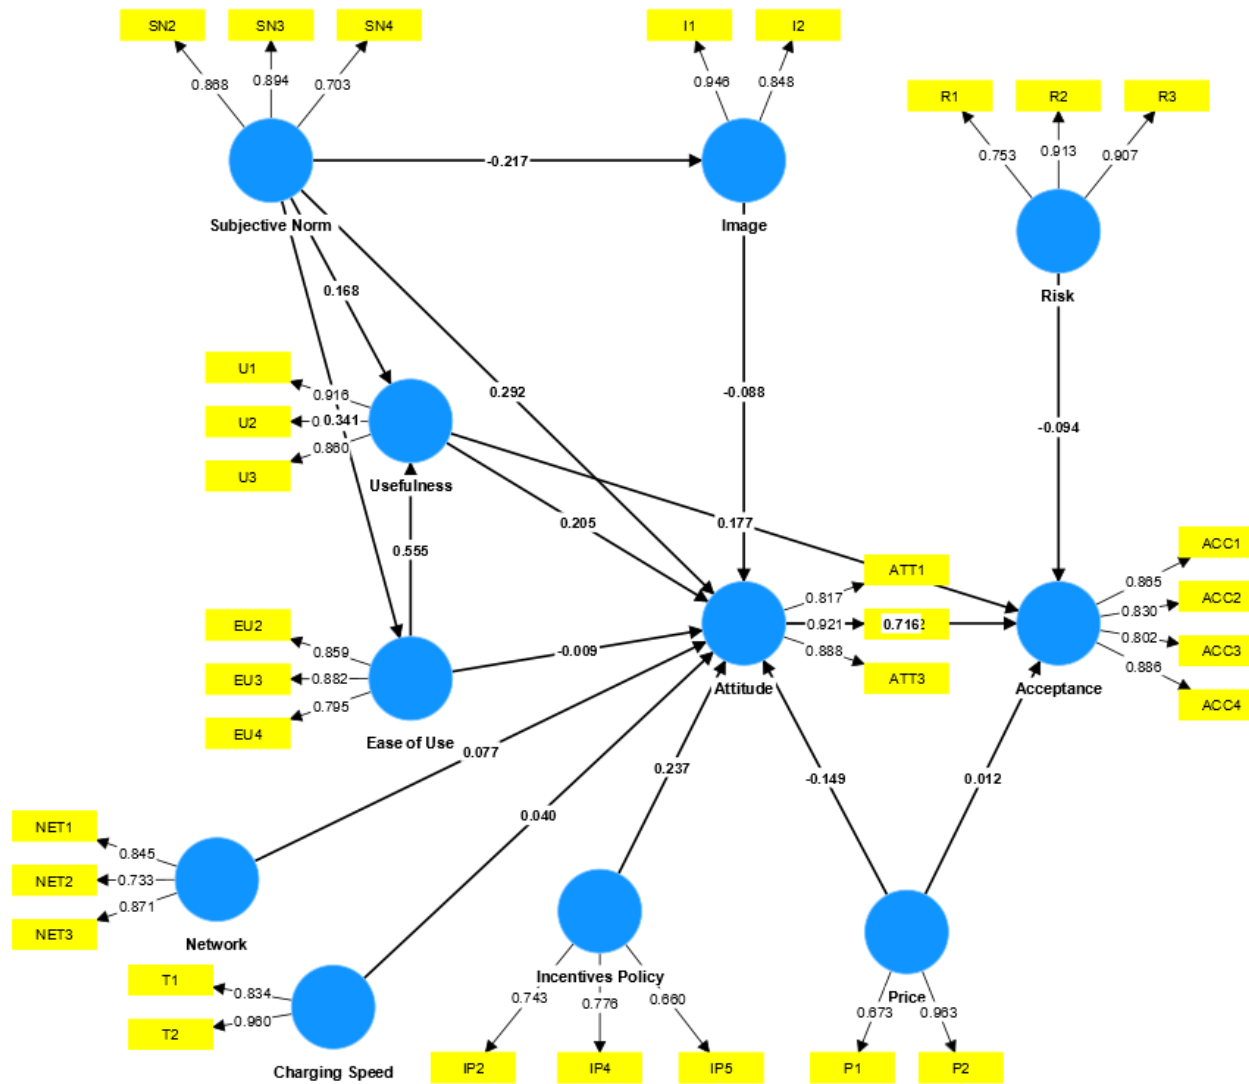 SN2
SN3
SN4
I1
I2
0.868
0.894
0.703
0.946
0.848
R1
R2
R3
0.753
0.913
0.907
-0.217
Subjective Norm
Image
Risk
0.168
U1
0.916
U2
0.341
U3
0.860
0.292
-0.088
-0.094
Usefulness
0.205
0.177
0.555
ACC1
0.865
ATT1
0.817
ACC2
0.830
0.921
0.716
ACC3
0.802
0.888
ATT3
ACC4
0.886
EU2
0.859
EU3
0.882
EU4
0.795
-0.009
Attitude
Acceptance
Ease of Use
0.077
0.237
-0.149
0.012
0.040
NET1
0.845
NET2
0.733
NET3
0.871
Network
T1
0.834
T2
0.960
Charging Speed
Incentives Policy
0.743
0.776
0.660
Price
0.673
0.963
IP2
IP4
IP5
P1
P2